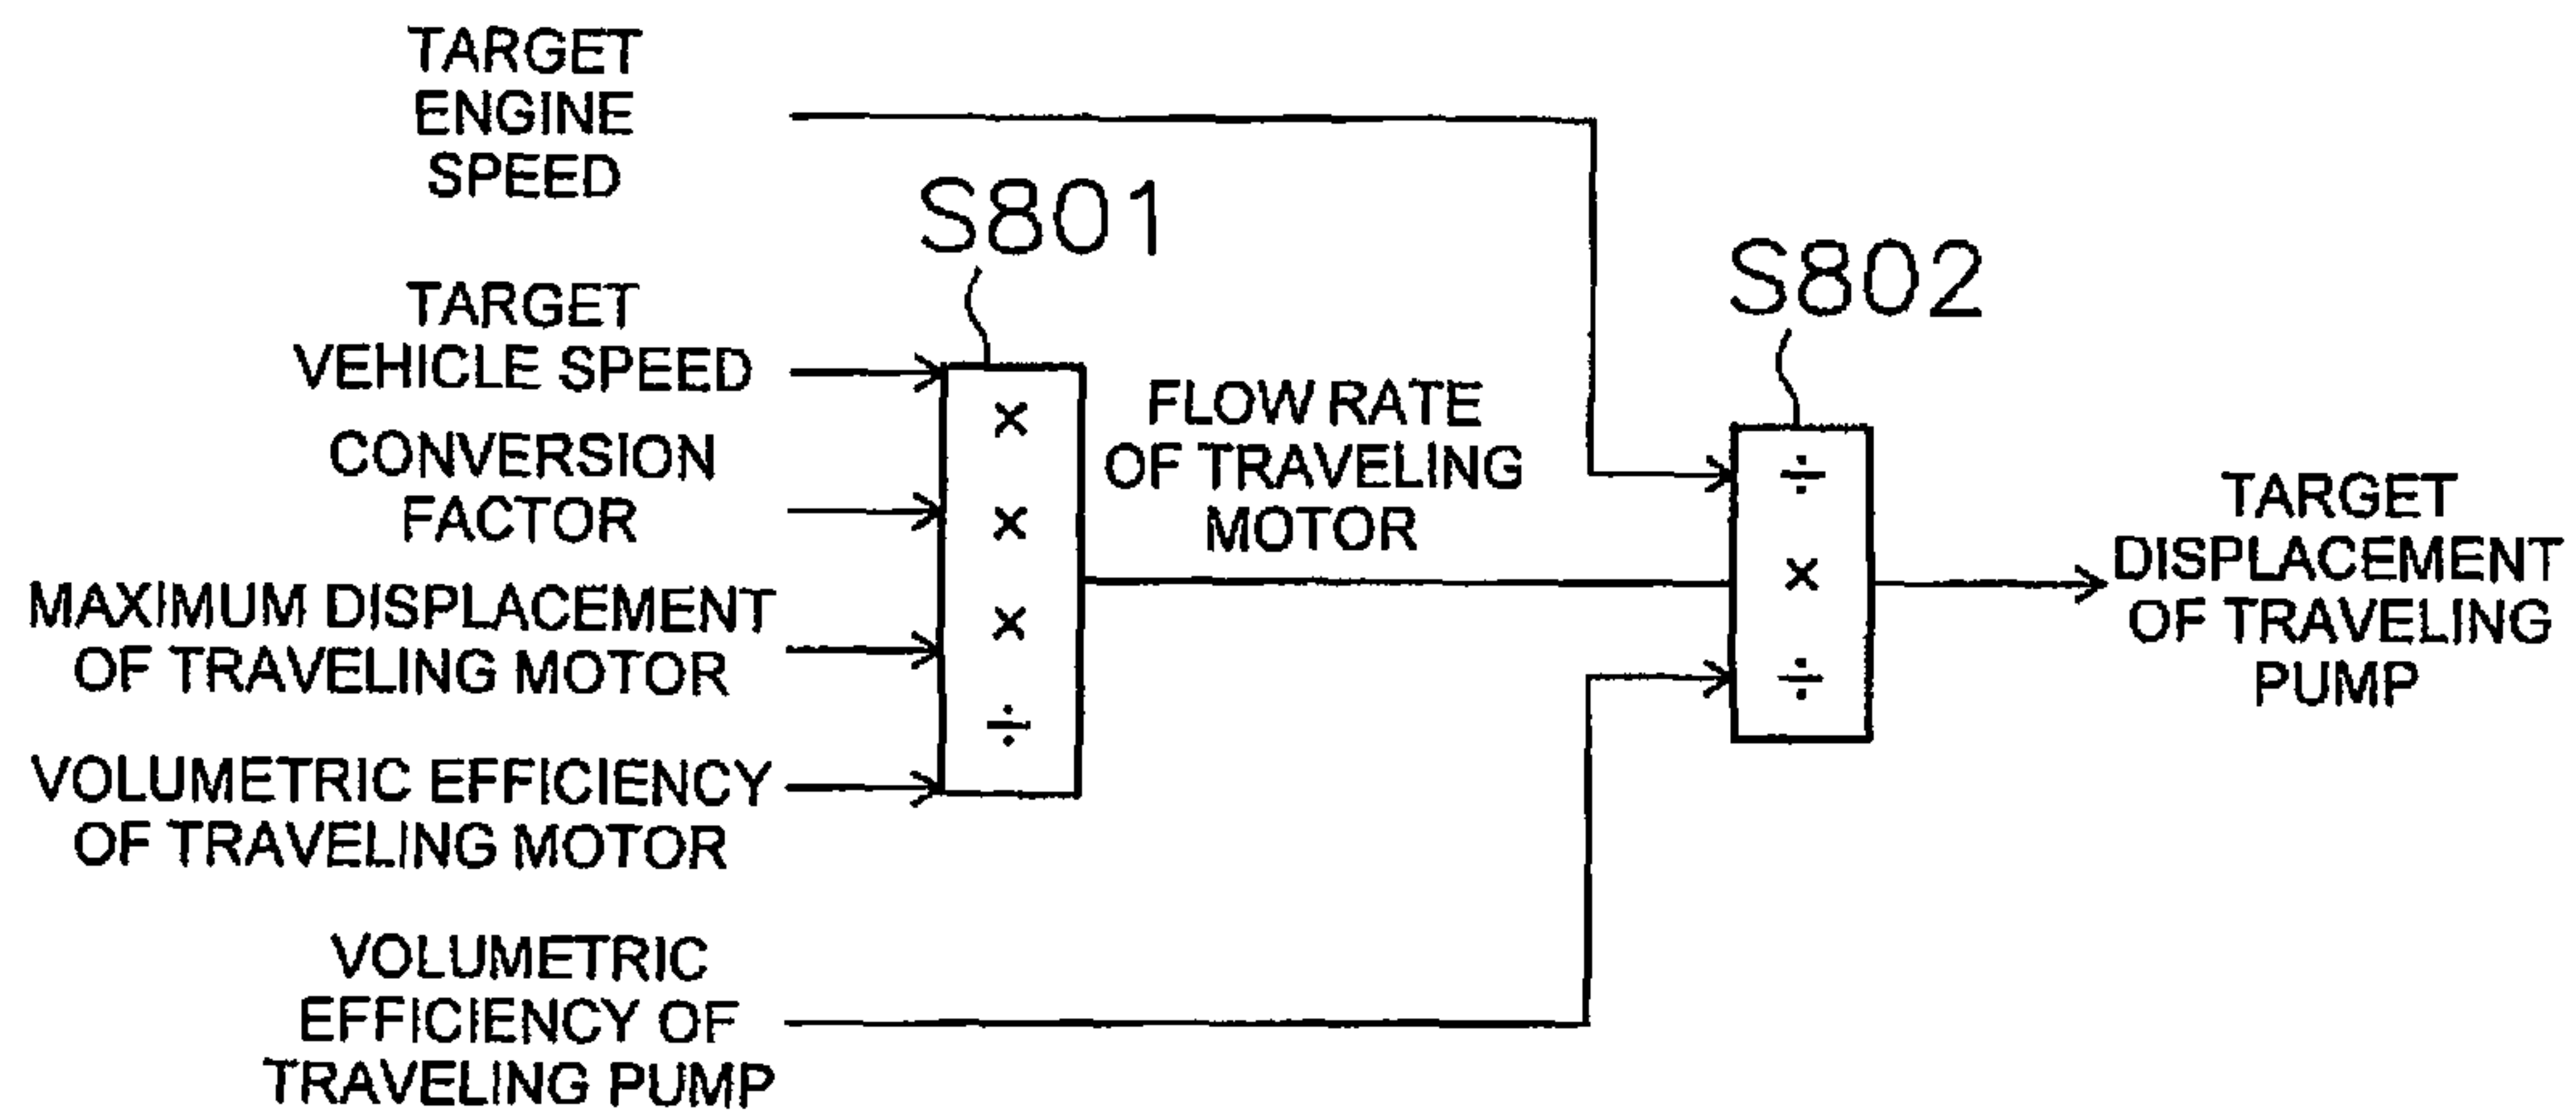 TARGET
ENGINE
SPEED
S801
TARGET
VEHICLE SPEED
CONVERSION
FACTOR
MAXIMUM DISPLACEMENT
OF TRAVELING MOTOR
VOLUMETRIC EFFICIENCY
OF TRAVELING MOTOR
VOLUMETRIC
EFFICIENCY OF
TRAVELING PUMP
×
×
×
÷
FLOW RATE
OF TRAVELING
MOTOR
S802
÷
×
÷
TARGET
DISPLACEMENT
OF TRAVELING
PUMP